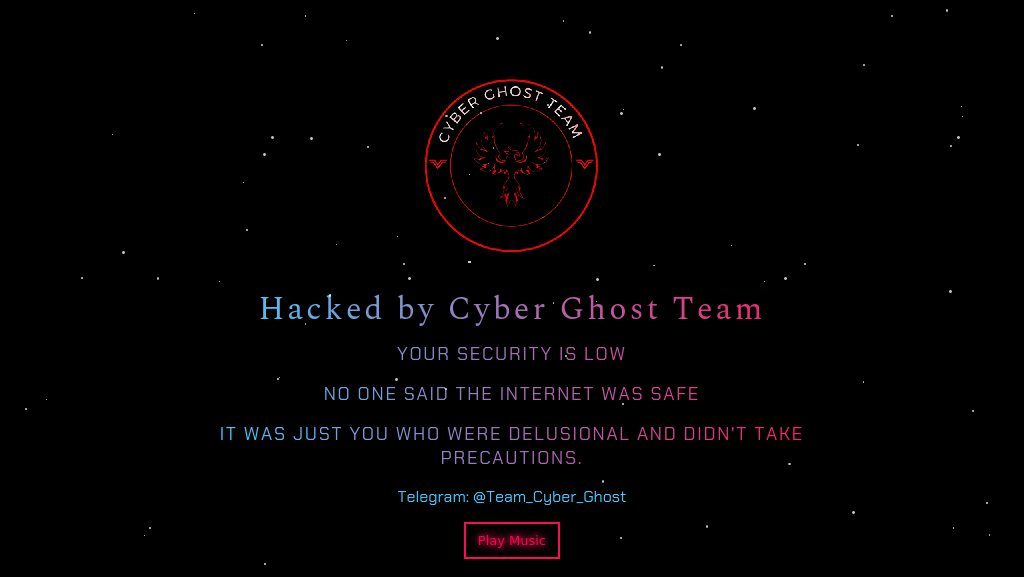 CYBER GHOST TEAM
Hacked by Cyber Ghost Team
YOUR SECURITY IS LOW
NO ONE SAID THE INTERNET WAS SAFE
IT WAS JUST YOU WHO WERE DELUSIONAL AND DIDN'T TAKE
PRECAUTIONS.
Telegram: @Team_Cyber_Ghost
Play Music